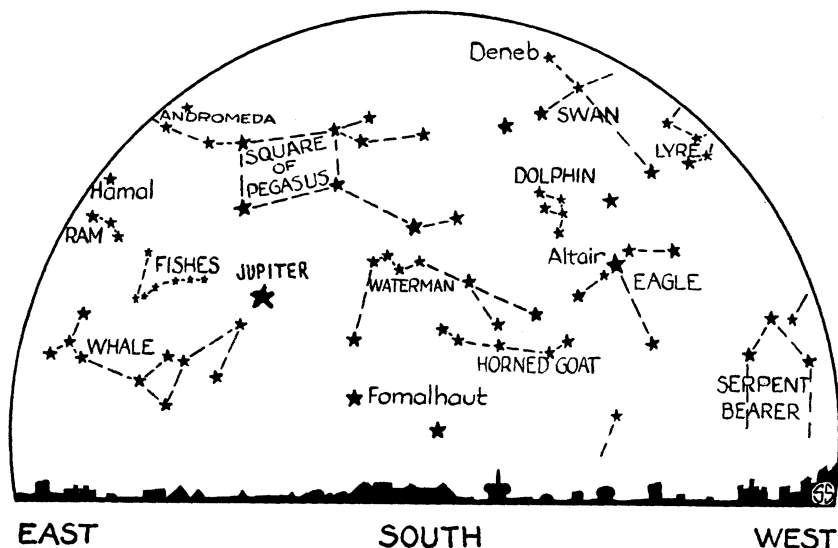 Deneb
ANDROMEDA
SWAN
SQUARE
OF
PEGASUS
LYRE
DOLPHIN
Hamal
RAM
Altair
FISHES
JUPITER
WATERMAN
EAGLE
WHALE
HORNED GOAT
SERPENT
BEARER
Fomalhaut
SS
EAST
SOUTH
WEST